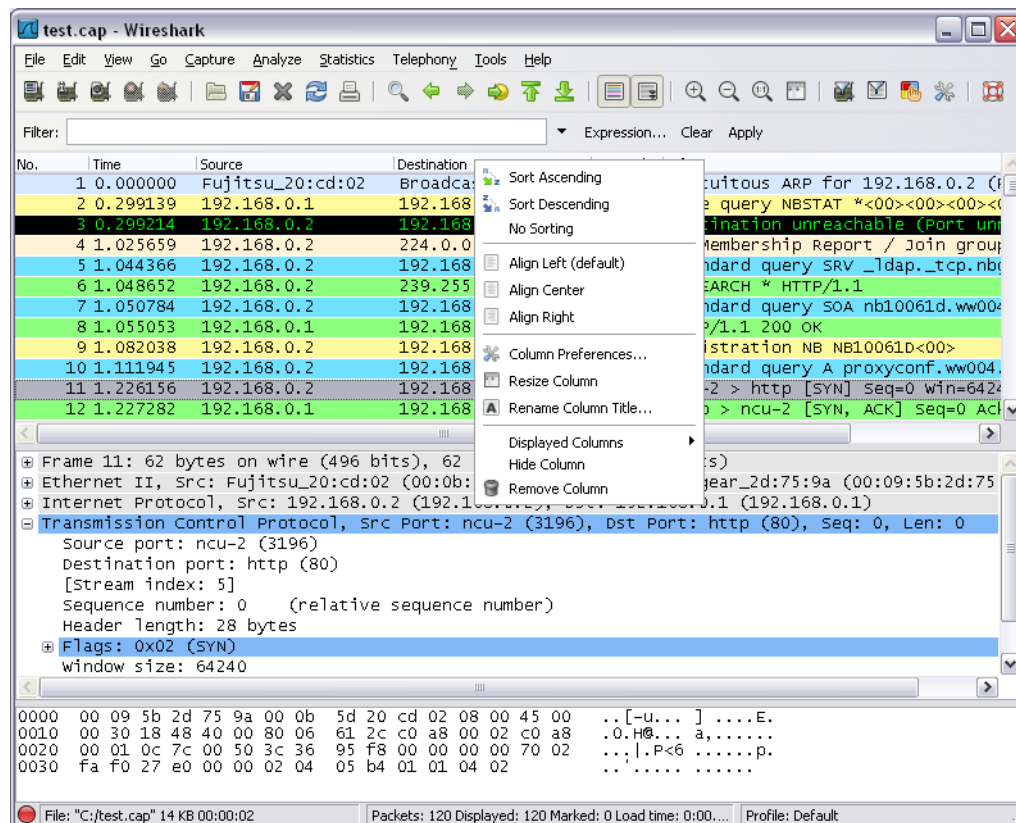 test.cap - Wireshark
File Edit View Go Capture Analyze Statistics Telephony Tools Help
Filter: Expression... Clear Apply
No. Time Source Destination
1 0.000000 Fujitsu_20:cd:02 Broadca
tuitous ARP for 192.168.0.2
2 0.299139 192.168.0.1 192.168
e query NBSTAT *<00><00><00><
3 0.299214 192.168.0.2 192.168
ination unreachable (Port un
4 1.025659 192.168.0.2 224.0.0
Membership Report / Join group
5 1.044366 192.168.0.2 192.168
ndard query SRV _ldap._tcp.nb
6 1.048652 192.168.0.2 239.255
EARCH * HTTP/1.1
7 1.050784 192.168.0.2 192.168
ndard query SOA nb10061d.ww004
8 1.055053 192.168.0.1 192.168
P/1.1 200 OK
9 1.082038 192.168.0.2 192.168
istration NB NB10061D<00>
10 1.111945 192.168.0.2 192.168
ndard query A proxyconf.ww004.
11 1.226156 192.168.0.2 192.168
-2 > http [SYN] Seq=0 Win=6424
12 1.227282 192.168.0.1 192.168
> ncu-2 [SYN, ACK] Seq=0 Ack
Sort Ascending
Sort Descending
No Sorting
Align Left (default)
Align Center
Align Right
Column Preferences...
Resize Column
Rename Column Title...
Displayed Columns
Hide Column
Remove Column
Frame 11: 62 bytes on wire (496 bits), 62 s)
Ethernet II, Src: Fujitsu_20:cd:02 (00:0b: gear_2d:75:9a (00:09:5b:2d:75
Internet Protocol, Src: 192.168.0.2 (192.1 .1 (192.168.0.1)
Transmission Control Protocol, Src Port: ncu-2 (3196), Dst Port: http (80), Seq: 0, Len: 0
Source port: ncu-2 (3196)
Destination port: http (80)
[Stream index: 5]
Sequence number: 0 (relative sequence number)
Header length: 28 bytes
Flags: 0x02 (SYN)
Window size: 64240
0000 00 09 5b 2d 75 9a 00 0b 5d 20 cd 02 08 00 45 00 ..[-u... ] ....E.
0010 00 30 18 48 40 00 80 06 61 2c c0 a8 00 02 c0 a8 .0.H@... a,......
0020 00 01 0c 7c 00 50 3c 36 95 f8 00 00 00 00 70 02 ...|.P<6 ......p.
0030 fa f0 27 e0 00 00 02 04 05 b4 01 01 04 02 ..'..... ......
File: "C:/test.cap" 14 KB 00:00:02 Packets: 120 Displayed: 120 Marked: 0 Load time: 0:00.... Profile: Default